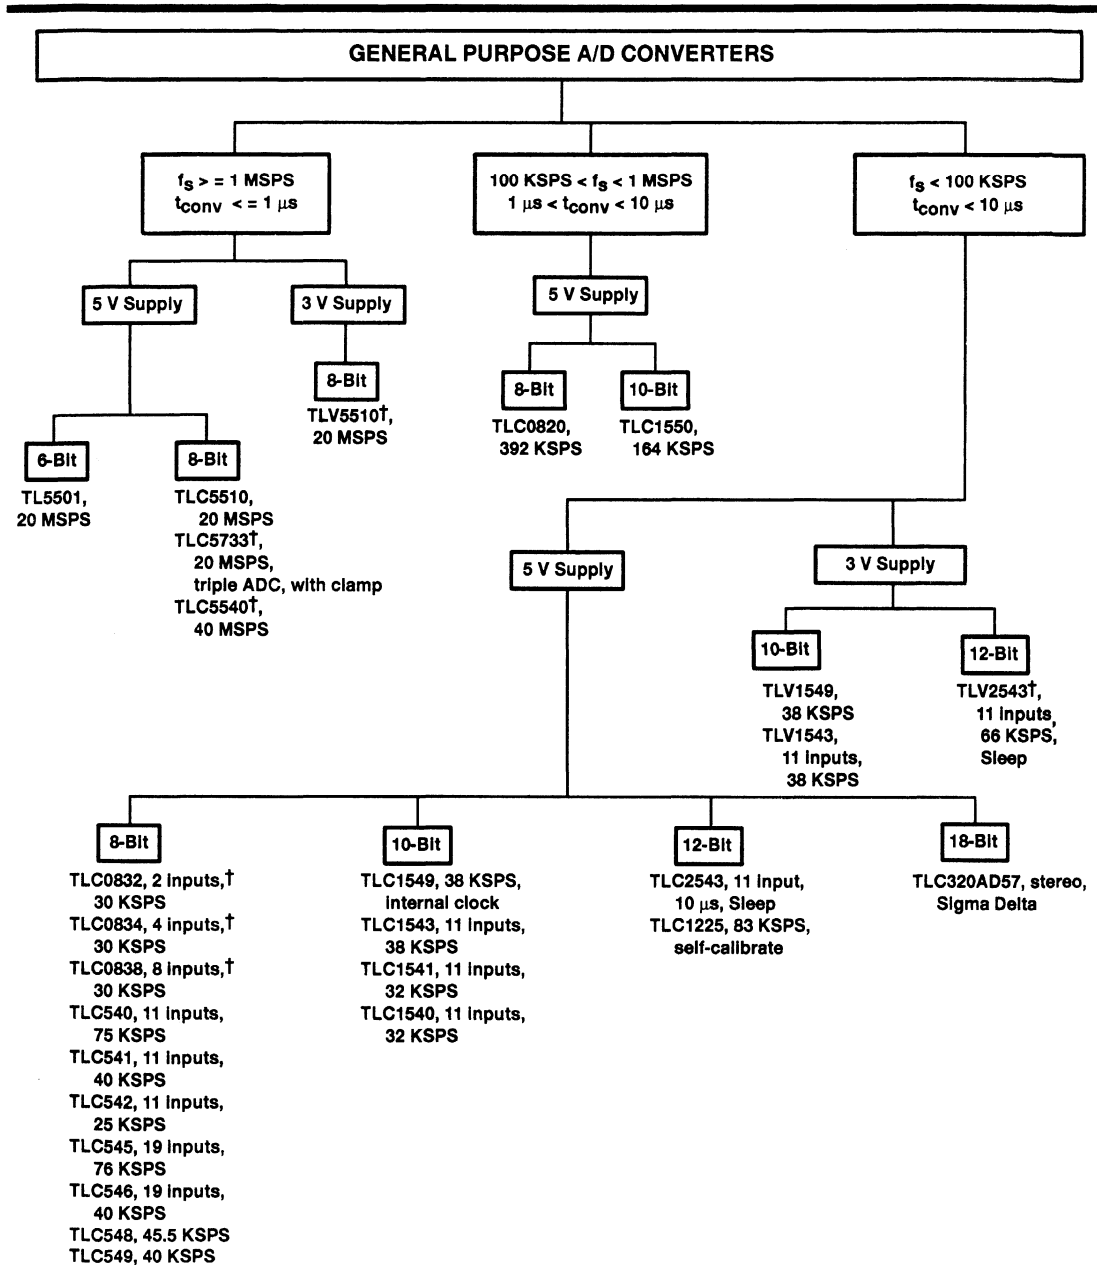 GENERAL PURPOSE A/D CONVERTERS
fS > = 1 MSPS
tconv < = 1 µs
100 KSPS < fS < 1 MSPS
1 µs < tconv < 10 µs
fS < 100 KSPS
tconv < 10 µs
5 V Supply
3 V Supply
8-Bit
TLV5510†,
20 MSPS
6-Bit
TL5501,
20 MSPS
8-Bit
TLC5510,
20 MSPS
TLC5733†,
20 MSPS,
triple ADC, with clamp
TLC5540†,
40 MSPS
5 V Supply
8-Bit
TLC0820,
392 KSPS
10-Bit
TLC1550,
164 KSPS
5 V Supply
3 V Supply
10-Bit
TLV1549,
38 KSPS
TLV1543,
11 inputs,
38 KSPS
12-Bit
TLV2543†,
11 inputs,
66 KSPS,
Sleep
8-Bit
TLC0832, 2 inputs,†
30 KSPS
TLC0834, 4 inputs,†
30 KSPS
TLC0838, 8 inputs,†
30 KSPS
TLC540, 11 inputs,
75 KSPS
TLC541, 11 inputs,
40 KSPS
TLC542, 11 inputs,
25 KSPS
TLC545, 19 inputs,
76 KSPS
TLC546, 19 inputs,
40 KSPS
TLC548, 45.5 KSPS
TLC549, 40 KSPS
10-Bit
TLC1549, 38 KSPS,
internal clock
TLC1543, 11 inputs,
38 KSPS
TLC1541, 11 inputs,
32 KSPS
TLC1540, 11 inputs,
32 KSPS
12-Bit
TLC2543, 11 input,
10 µs, Sleep
TLC1225, 83 KSPS,
self-calibrate
18-Bit
TLC320AD57, stereo,
Sigma Delta